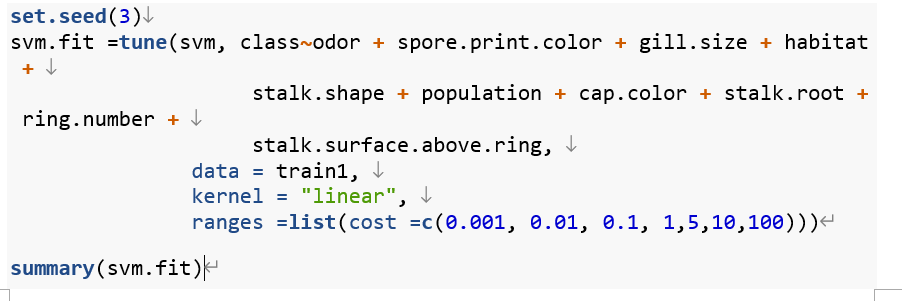 set.seed(3)↓
svm.fit =tune(svm, class~odor + spore.print.color + gill.size + habitat
+ ↓
stalk.shape + population + cap.color + stalk.root +
ring.number + ↓
stalk.surface.above.ring, ↓
data = train1, ↓
kernel = "linear", ↓
ranges =list(cost =c(0.001, 0.01, 0.1, 1,5,10,100)))↵
summary(svm.fit)↵